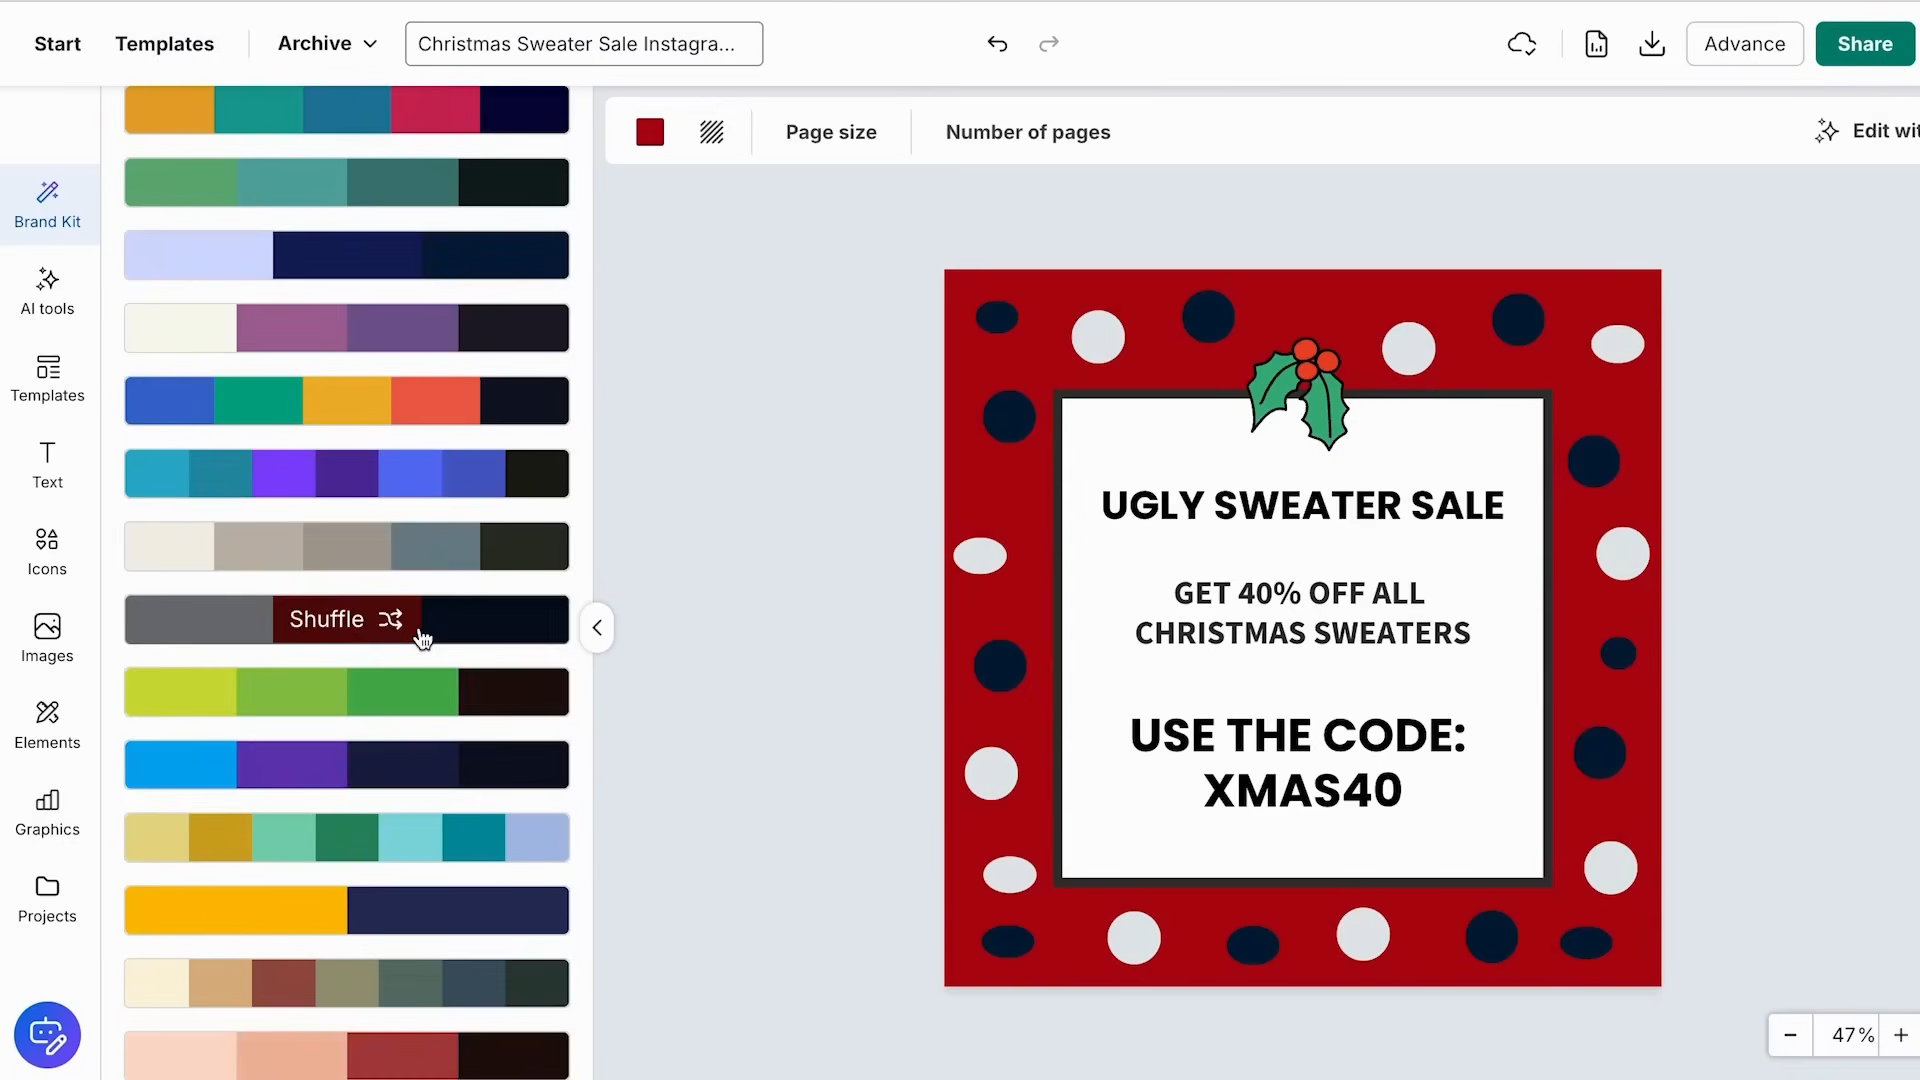 Start
Templates
Archive
Christmas Sweater Sale Instagra...
Advance
Share
Page size
Number of pages
Edit wit
Brand Kit
AI tools
Templates
Text
Icons
Images
Elements
Graphics
Projects
Shuffle
UGLY SWEATER SALE
GET 40% OFF ALL
CHRISTMAS SWEATERS
USE THE CODE:
XMAS40
47%